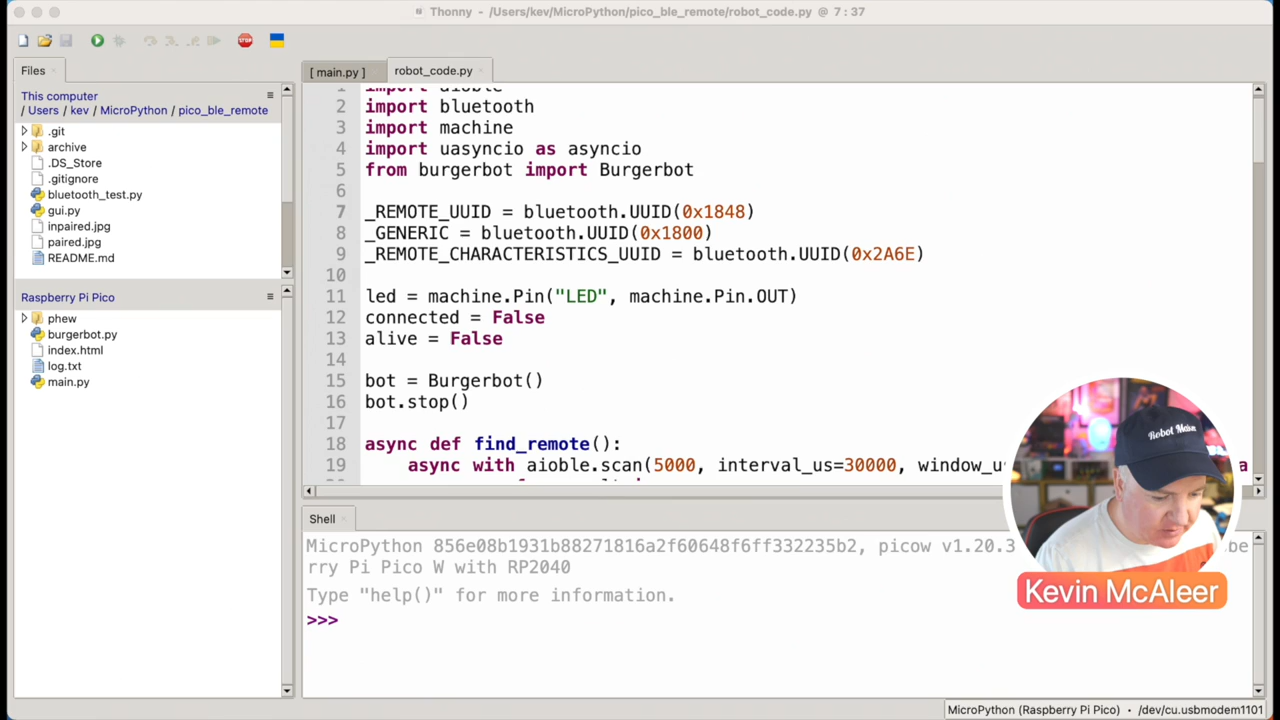 Thonny - /Users/kev/MicroPython/pico_ble_remote/robot_code.py @ 7 : 37
STOP
Files
This computer
/ Users / kev / MicroPython / pico_ble_remote
.git
archive
.DS_Store
.gitignore
bluetooth_test.py
gui.py
inpaired.jpg
paired.jpg
README.md
Raspberry Pi Pico
phew
burgerbot.py
index.html
log.txt
main.py
[ main.py ]
robot_code.py
1 import aioble
2 import bluetooth
3 import machine
4 import uasyncio as asyncio
5 from burgerbot import Burgerbot
6
7 _REMOTE_UUID = bluetooth.UUID(0x1848)
8 _GENERIC = bluetooth.UUID(0x1800)
9 _REMOTE_CHARACTERISTICS_UUID = bluetooth.UUID(0x2A6E)
10
11 led = machine.Pin("LED", machine.Pin.OUT)
12 connected = False
13 alive = False
14
15 bot = Burgerbot()
16 bot.stop()
17
18 async def find_remote():
19 async with aioble.scan(5000, interval_us=30000, window_u
Shell
MicroPython 856e08b1931b88271816a2f60648f6ff332235b2, picow v1.20.3
rry Pi Pico W with RP2040
Type "help()" for more information.
>>>
Robot Maker
Kevin McAleer
MicroPython (Raspberry Pi Pico) • /dev/cu.usbmodem1101